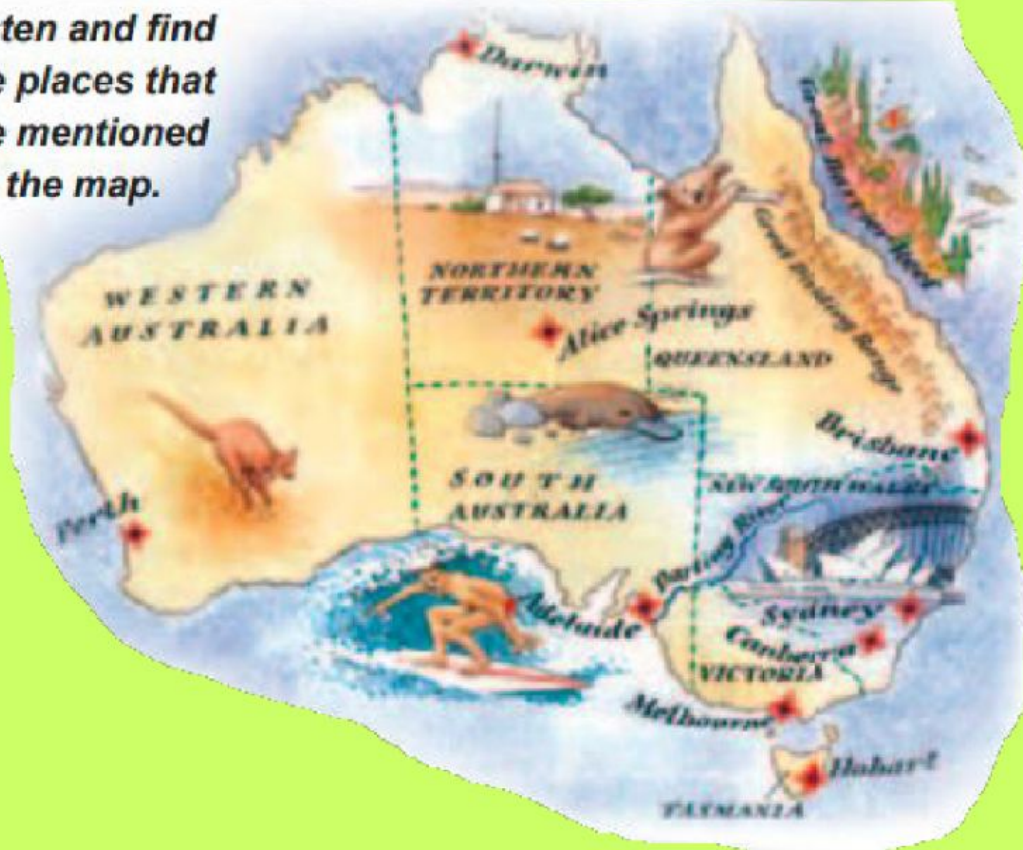 ten and find
e places that
e mentioned
the map.
Darwin
Great Barrier Reef
Great Dividing Range
NORTHERN
TERRITORY
WESTERN
AUSTRALIA
Alice Springs
QUEENSLAND
Brisbane
SOUTH
AUSTRALIA
NEW SOUTH WALES
Perth
Darling River
Adelaide
Sydney
Canberra
VICTORIA
Melbourne
Hobart
TASMANIA